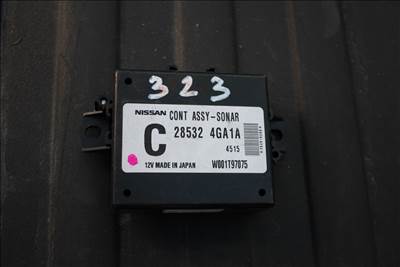 323
NISSAN CONT ASSY-SONAR
C 28532 4GA1A
4515
12V MADE IN JAPAN W001T97075